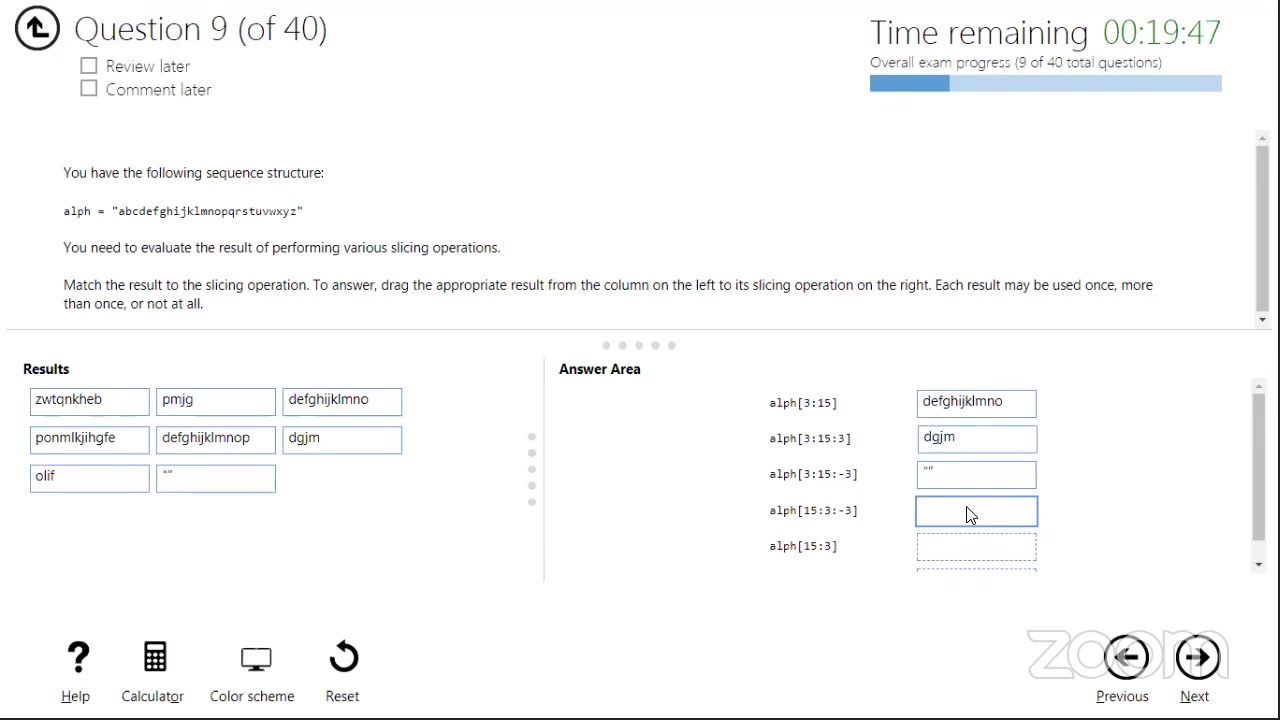 Question 9 (of 40)
Review later
Comment later
Time remaining 00:19:47
Overall exam progress (9 of 40 total questions)
You have the following sequence structure:
alph = "abcdefghijklmnopqrstuvwxyz"
You need to evaluate the result of performing various slicing operations.
Match the result to the slicing operation. To answer, drag the appropriate result from the column on the left to its slicing operation on the right. Each result may be used once, more
than once, or not at all.
Results
zwtqnkheb pmjg defghijklmno
ponmlkjihgfe defghijklmnop dgjm
olif “”
Answer Area
alph[3:15] defghijklmno
alph[3:15:3] dgjm
alph[3:15:-3] “”
alph[15:3:-3]
alph[15:3]
Help Calculator Color scheme Reset
zoom
Previous Next